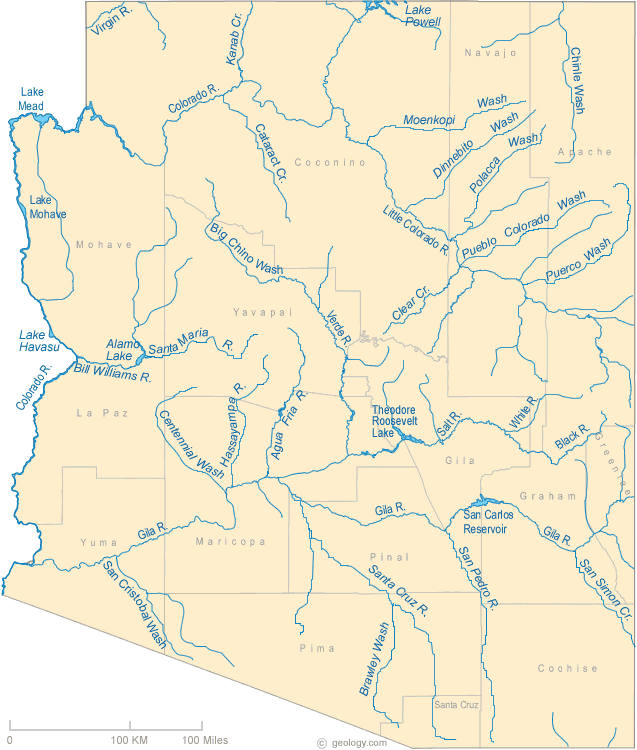 Virgin R.
Kanab Cr.
Lake
Powell
Navajo
Chinle Wash
Lake
Mead
Colorado R.
Moenkopi Wash
Dinnebito Wash
Polacca Wash
Apache
Cataract Cr.
Coconino
Lake
Mohave
Mohave
Little Colorado R.
Pueblo Colorado Wash
Puerco Wash
Big Chino Wash
Clear Cr.
Yavapai
Verde R.
Lake
Havasu
Alamo
Lake
Santa Maria R.
Bill Williams R.
Colorado R.
La Paz
Centennial Wash
Hassayampa R.
Agua Fria R.
Theodore
Roosevelt
Lake
Salt R.
White R.
Black R.
Greenlee
Gila
Graham
Gila R.
Gila R.
San Carlos
Reservoir
Gila R.
Yuma
Maricopa
Pinal
San Pedro R.
San Simon Cr.
San Cristobal Wash
Santa Cruz R.
Brawley Wash
Pima
Cochise
Santa Cruz
0 100 KM 100 Miles
© geology.com